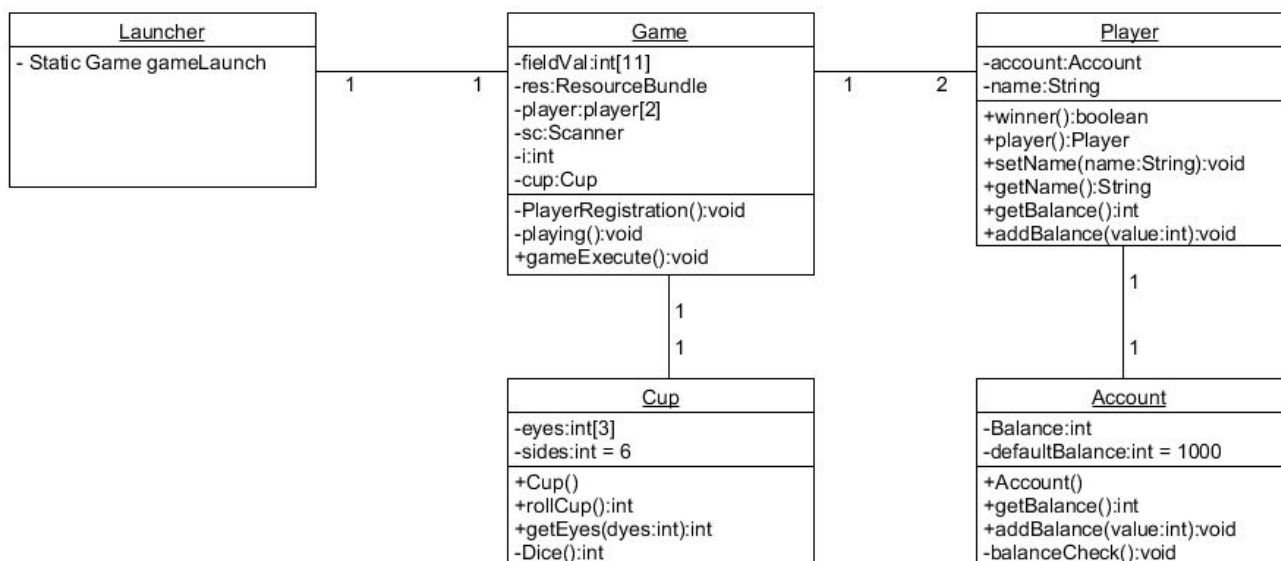 Launcher
- Static Game gameLaunch
1
1
Game
-fieldVal:int[11]
-res:ResourceBundle
-player:player[2]
-sc:Scanner
-i:int
-cup:Cup
-PlayerRegistration():void
-playing():void
+gameExecute():void
1
2
Player
-account:Account
-name:String
+winner():boolean
+player():Player
+setName(name:String):void
+getName():String
+getBalance():int
+addBalance(value:int):void
1
1
1
1
Cup
-eyes:int[3]
-sides:int = 6
+Cup()
+rollCup():int
+getEyes(dyes:int):int
-Dice():int
Account
-Balance:int
-defaultBalance:int = 1000
+Account()
+getBalance():int
+addBalance(value:int):void
-balanceCheck():void